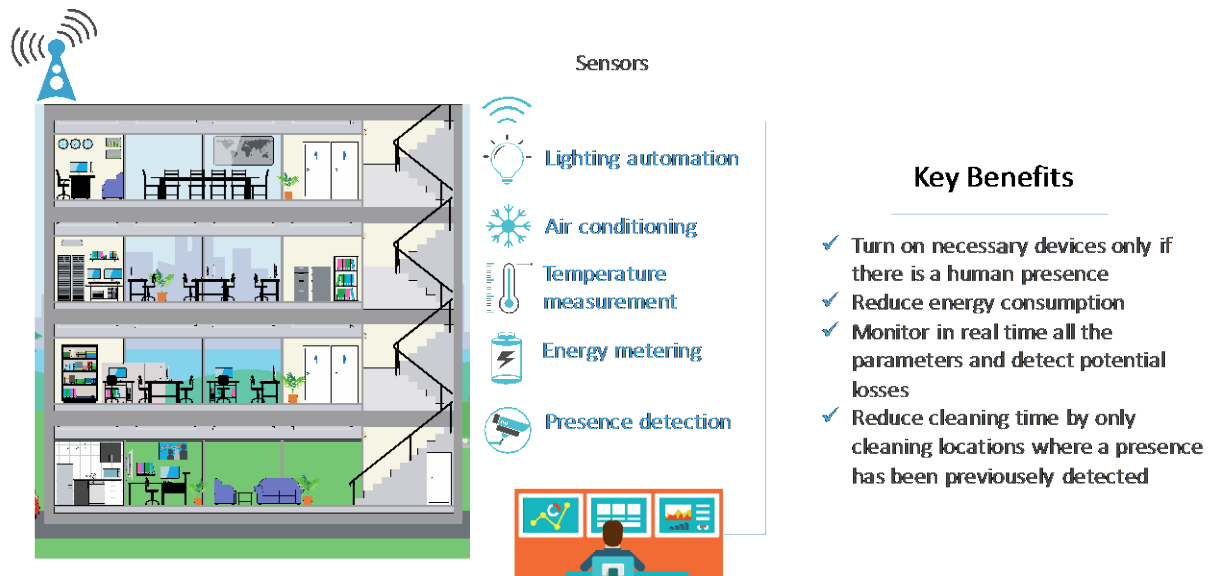 Sensors
Lighting automation
Air conditioning
Temperature
measurement
Energy metering
Presence detection
Key Benefits
✓ Turn on necessary devices only if
there is a human presence
✓ Reduce energy consumption
✓ Monitor in real time all the
parameters and detect potential
losses
✓ Reduce cleaning time by only
cleaning locations where a presence
has been previousely detected